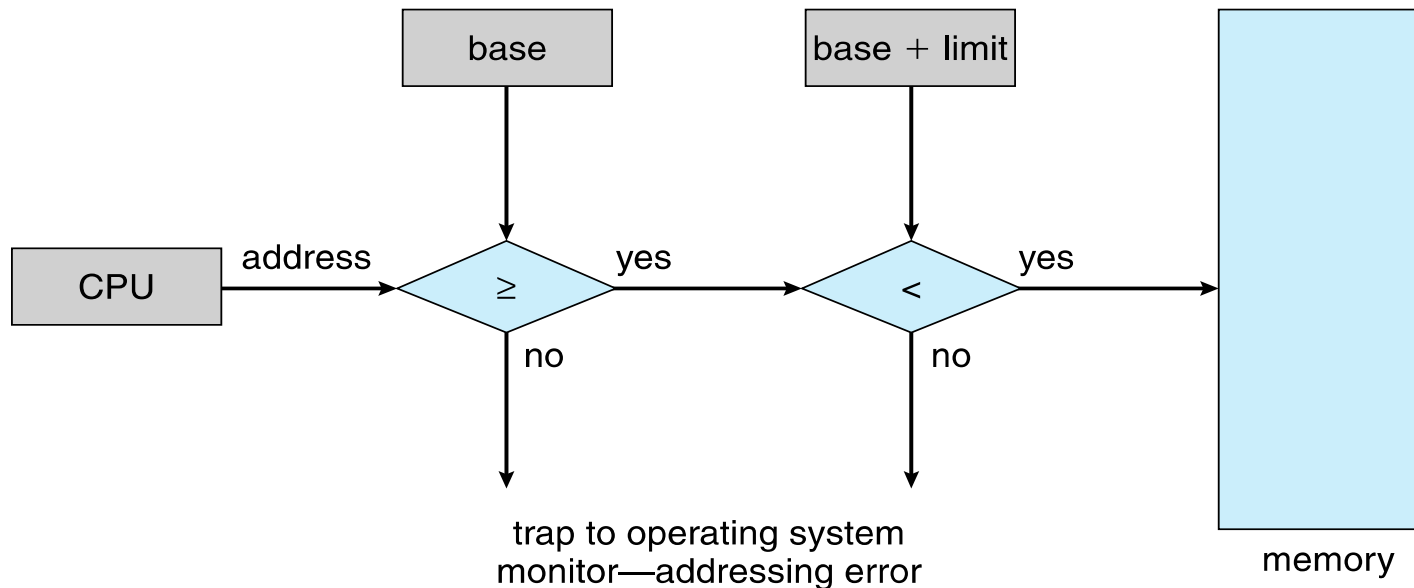 base
base + limit
CPU
address
≥
yes
<
yes
no
no
trap to operating system
monitor—addressing error
memory